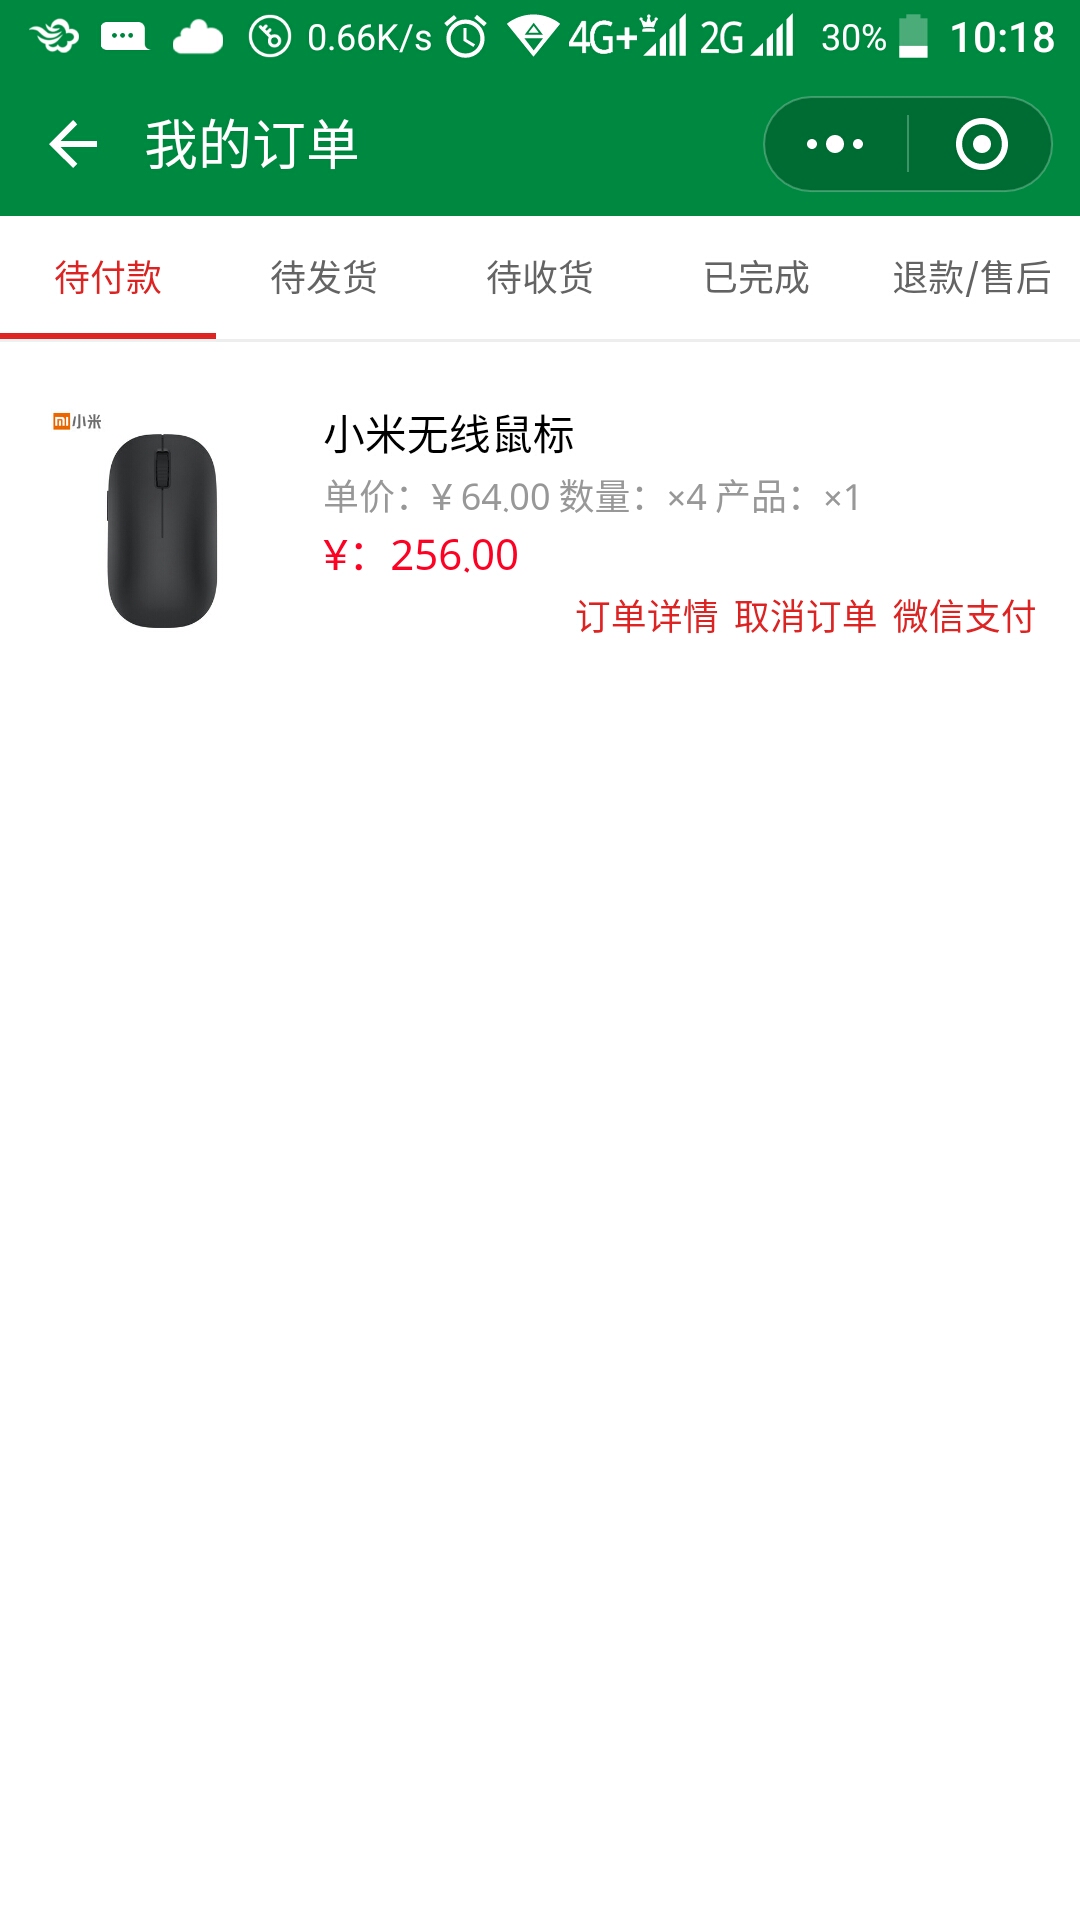 0.66K/s 4G+ 2G 30% 10:18
我的订单
待付款 待发货 待收货 已完成 退款/售后
小米
小米无线鼠标
单价：¥ 64.00 数量：×4 产品：×1
¥：256.00
订单详情 取消订单 微信支付